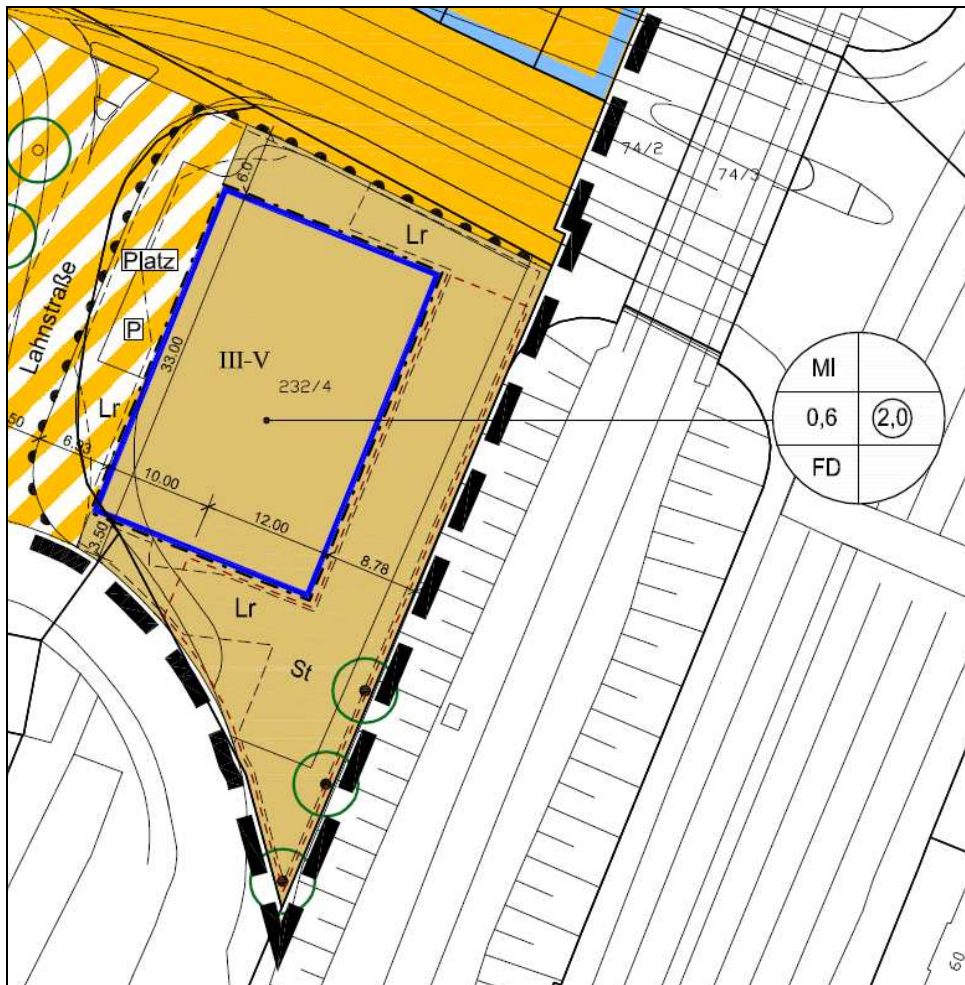 74/2
74/3
6.0
Lr
Platz
P
Lahnstraße
33.00
III-V
232/4
MI
0,6
2,0
FD
Lr
50
6.93
10.00
12.00
8.78
3.50
Lr
St
60